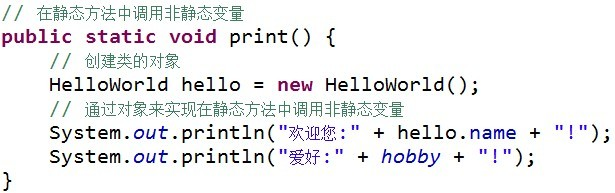 // 在静态方法中调用非静态变量
public static void print() {
// 创建类的对象
HelloWorld hello = new HelloWorld();
// 通过对象来实现在静态方法中调用非静态变量
System.out.println("欢迎您:" + hello.name + "!");
System.out.println("爱好:" + hobby + "!");
}